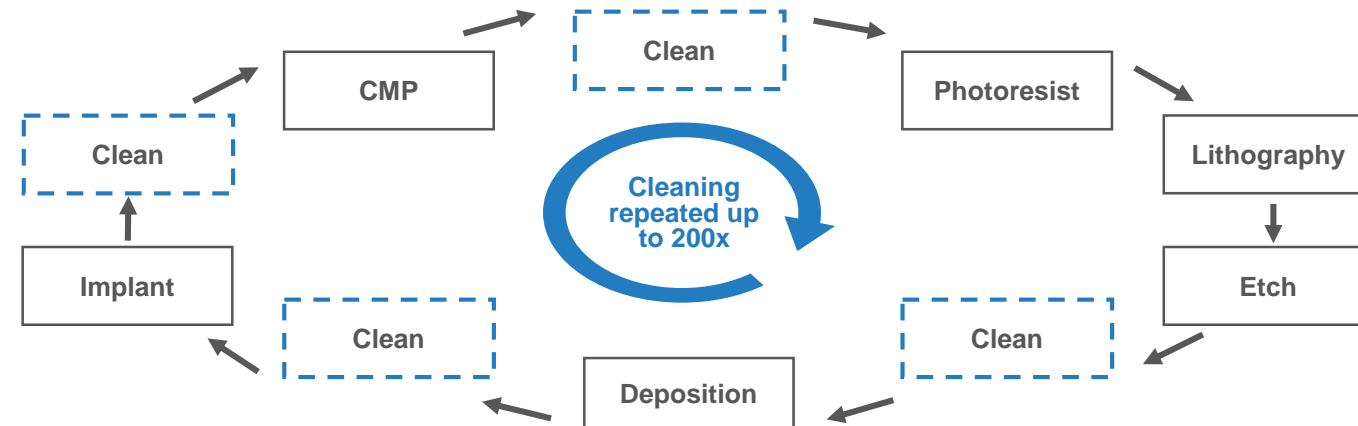 Clean
CMP
Photoresist
Clean
Lithography
Cleaning
repeated up
to 200x
Implant
Etch
Clean
Clean
Deposition